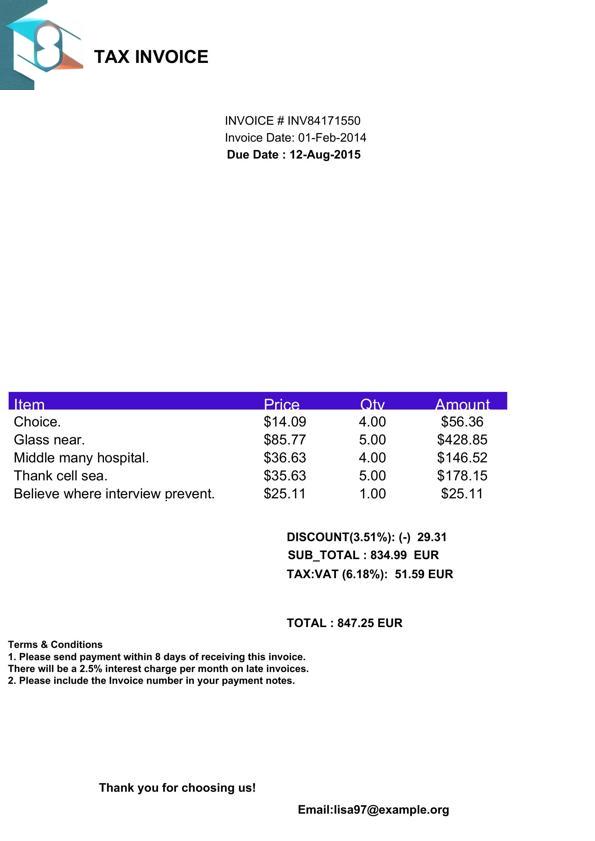 TAX INVOICE
INVOICE # INV84171550
Invoice Date: 01-Feb-2014
Due Date : 12-Aug-2015
Item Price Qty Amount
Choice. $14.09 4.00 $56.36
Glass near. $85.77 5.00 $428.85
Middle many hospital. $36.63 4.00 $146.52
Thank cell sea. $35.63 5.00 $178.15
Believe where interview prevent. $25.11 1.00 $25.11
DISCOUNT(3.51%): (-) 29.31
SUB_TOTAL : 834.99 EUR
TAX:VAT (6.18%): 51.59 EUR
TOTAL : 847.25 EUR
Terms & Conditions
1. Please send payment within 8 days of receiving this invoice.
There will be a 2.5% interest charge per month on late invoices.
2. Please include the Invoice number in your payment notes.
Thank you for choosing us!
Email:lisa97@example.org